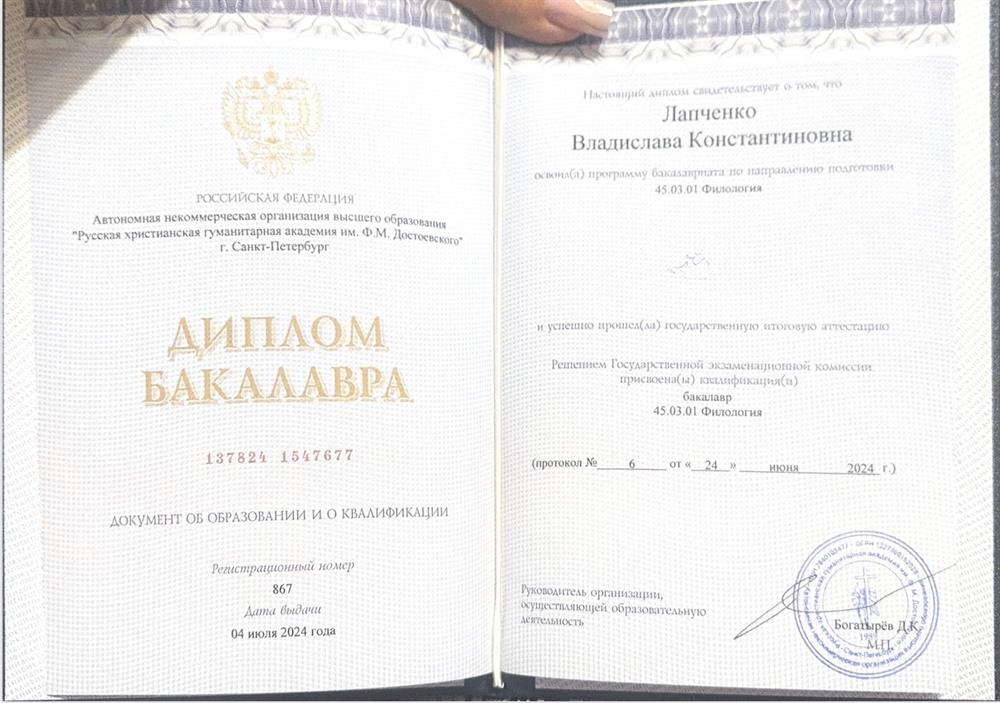 РОССИЙСКАЯ ФЕДЕРАЦИЯ
Автономная некоммерческая организация высшего образования
"Русская христианская гуманитарная академия им. Ф.М. Достоевского"
г. Санкт-Петербург
ДИПЛОМ
БАКАЛАВРА
137824 1547677
ДОКУМЕНТ ОБ ОБРАЗОВАНИИ И О КВАЛИФИКАЦИИ
Регистрационный номер
867
Дата выдачи
04 июля 2024 года
Настоящий диплом свидетельствует о том, что
Лапченко
Владислава Константиновна
освоил(а) программу бакалавриата по направлению подготовки
45.03.01 Филология
и успешно прошел(ла) государственную итоговую аттестацию
Решением Государственной экзаменационной комиссии
присвоена(ы) квалификация(и)
бакалавр
45.03.01 Филология
(протокол № 6 от « 24 » июня 2024 г.)
Руководитель организации,
осуществляющей образовательную
деятельность
Богатырёв Д.К.
М.П.